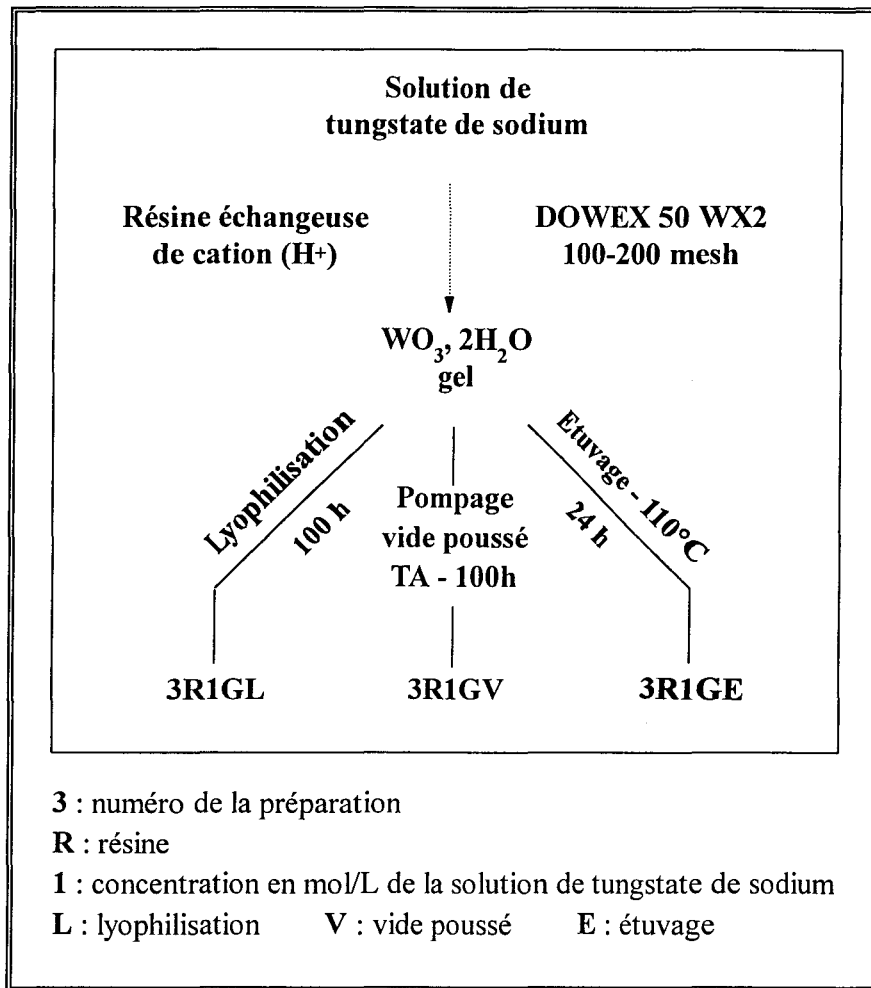 Solution de
tungstate de sodium
Résine échangeuse
de cation (H+)
DOWEX 50 WX2
100-200 mesh
WO3, 2H2O
gel
Lyophilisation
100 h
Pompage
vide poussé
TA - 100h
Etuvage - 110°C
24 h
3R1GL
3R1GV
3R1GE
3 : numéro de la préparation
R : résine
1 : concentration en mol/L de la solution de tungstate de sodium
L : lyophilisation V : vide poussé E : étuvage